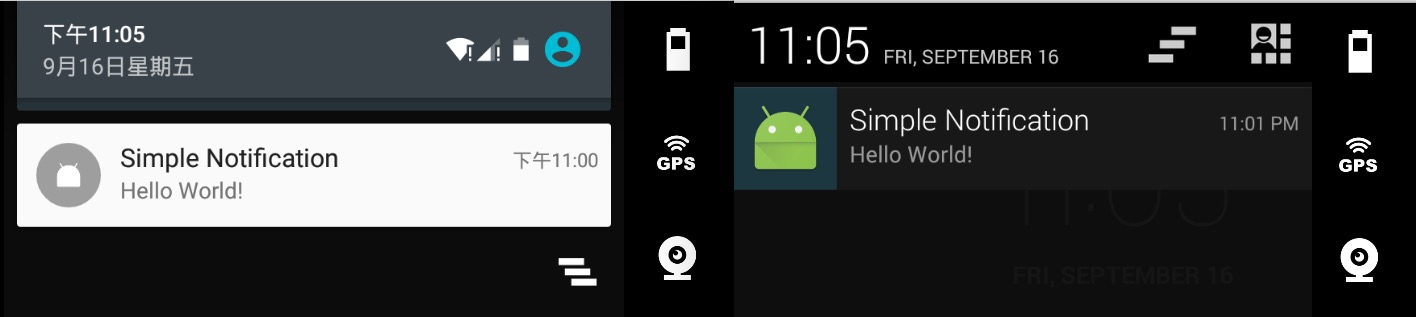 下午11:05
9月16日星期五
Simple Notification
下午11:00
Hello World!
GPS
11:05 FRI, SEPTEMBER 16
Simple Notification
11:01 PM
Hello World!
11:05
FRI, SEPTEMBER 16
GPS